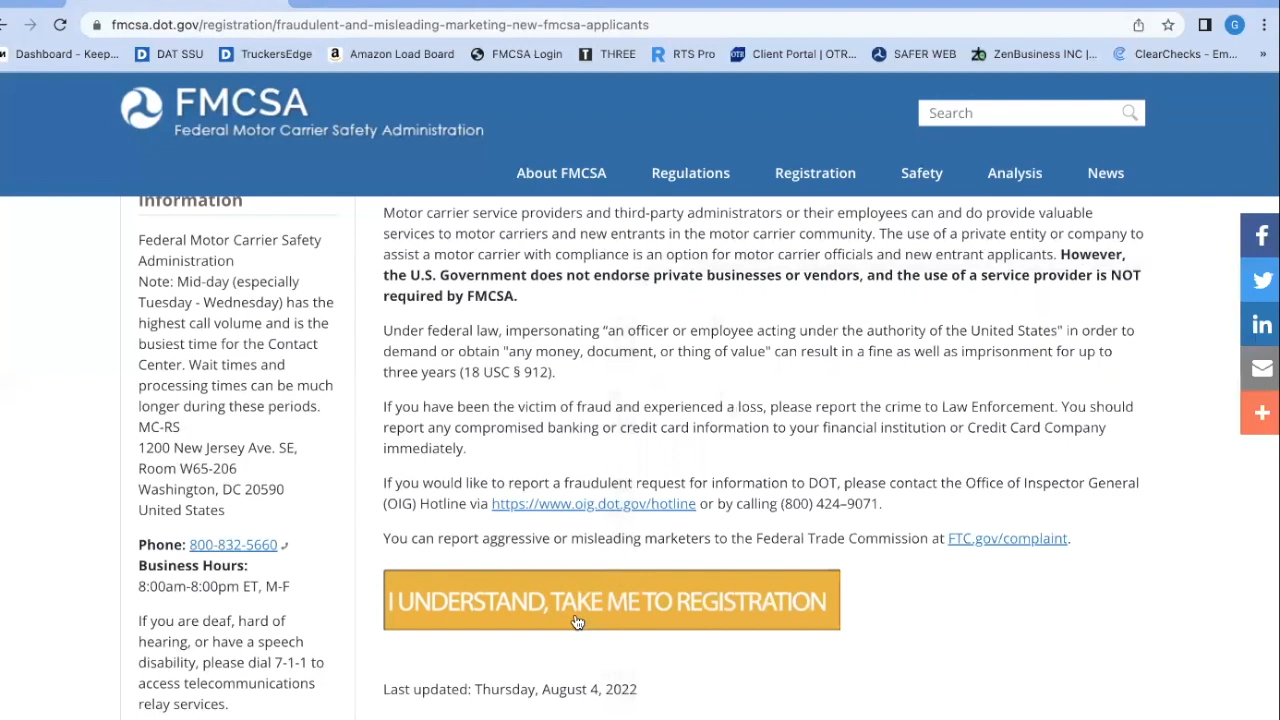 fmcsa.dot.gov/registration/fraudulent-and-misleading-marketing-new-fmcsa-applicants
G
Dashboard - Keep...
DAT SSU
TruckersEdge
Amazon Load Board
FMCSA Login
THREE
RTS Pro
Client Portal | OTR...
SAFER WEB
ZenBusiness INC |...
ClearChecks - Em...
»
FMCSA
Federal Motor Carrier Safety Administration
Search
About FMCSA
Regulations
Registration
Safety
Analysis
News
Information
Federal Motor Carrier Safety
Administration
Note: Mid-day (especially
Tuesday - Wednesday) has the
highest call volume and is the
busiest time for the Contact
Center. Wait times and
processing times can be much
longer during these periods.
MC-RS
1200 New Jersey Ave. SE,
Room W65-206
Washington, DC 20590
United States
Phone: 800-832-5660
Business Hours:
8:00am-8:00pm ET, M-F
If you are deaf, hard of
hearing, or have a speech
disability, please dial 7-1-1 to
access telecommunications
relay services.
Motor carrier service providers and third-party administrators or their employees can and do provide valuable
services to motor carriers and new entrants in the motor carrier community. The use of a private entity or company to
assist a motor carrier with compliance is an option for motor carrier officials and new entrant applicants. However,
the U.S. Government does not endorse private businesses or vendors, and the use of a service provider is NOT
required by FMCSA.
Under federal law, impersonating “an officer or employee acting under the authority of the United States" in order to
demand or obtain "any money, document, or thing of value" can result in a fine as well as imprisonment for up to
three years (18 USC § 912).
If you have been the victim of fraud and experienced a loss, please report the crime to Law Enforcement. You should
report any compromised banking or credit card information to your financial institution or Credit Card Company
immediately.
If you would like to report a fraudulent request for information to DOT, please contact the Office of Inspector General
(OIG) Hotline via https://www.oig.dot.gov/hotline or by calling (800) 424–9071.
You can report aggressive or misleading marketers to the Federal Trade Commission at FTC.gov/complaint.
I UNDERSTAND, TAKE ME TO REGISTRATION
Last updated: Thursday, August 4, 2022